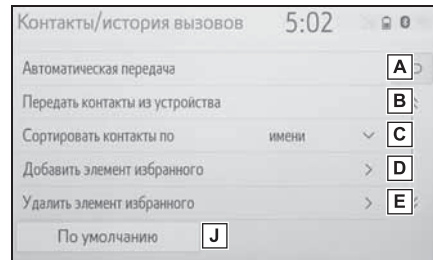 Контакты/история вызовов 5:02
Автоматическая передача A
Передать контакты из устройства B
Сортировать контакты по имени C
Добавить элемент избранного D
Удалить элемент избранного E
По умолчанию J